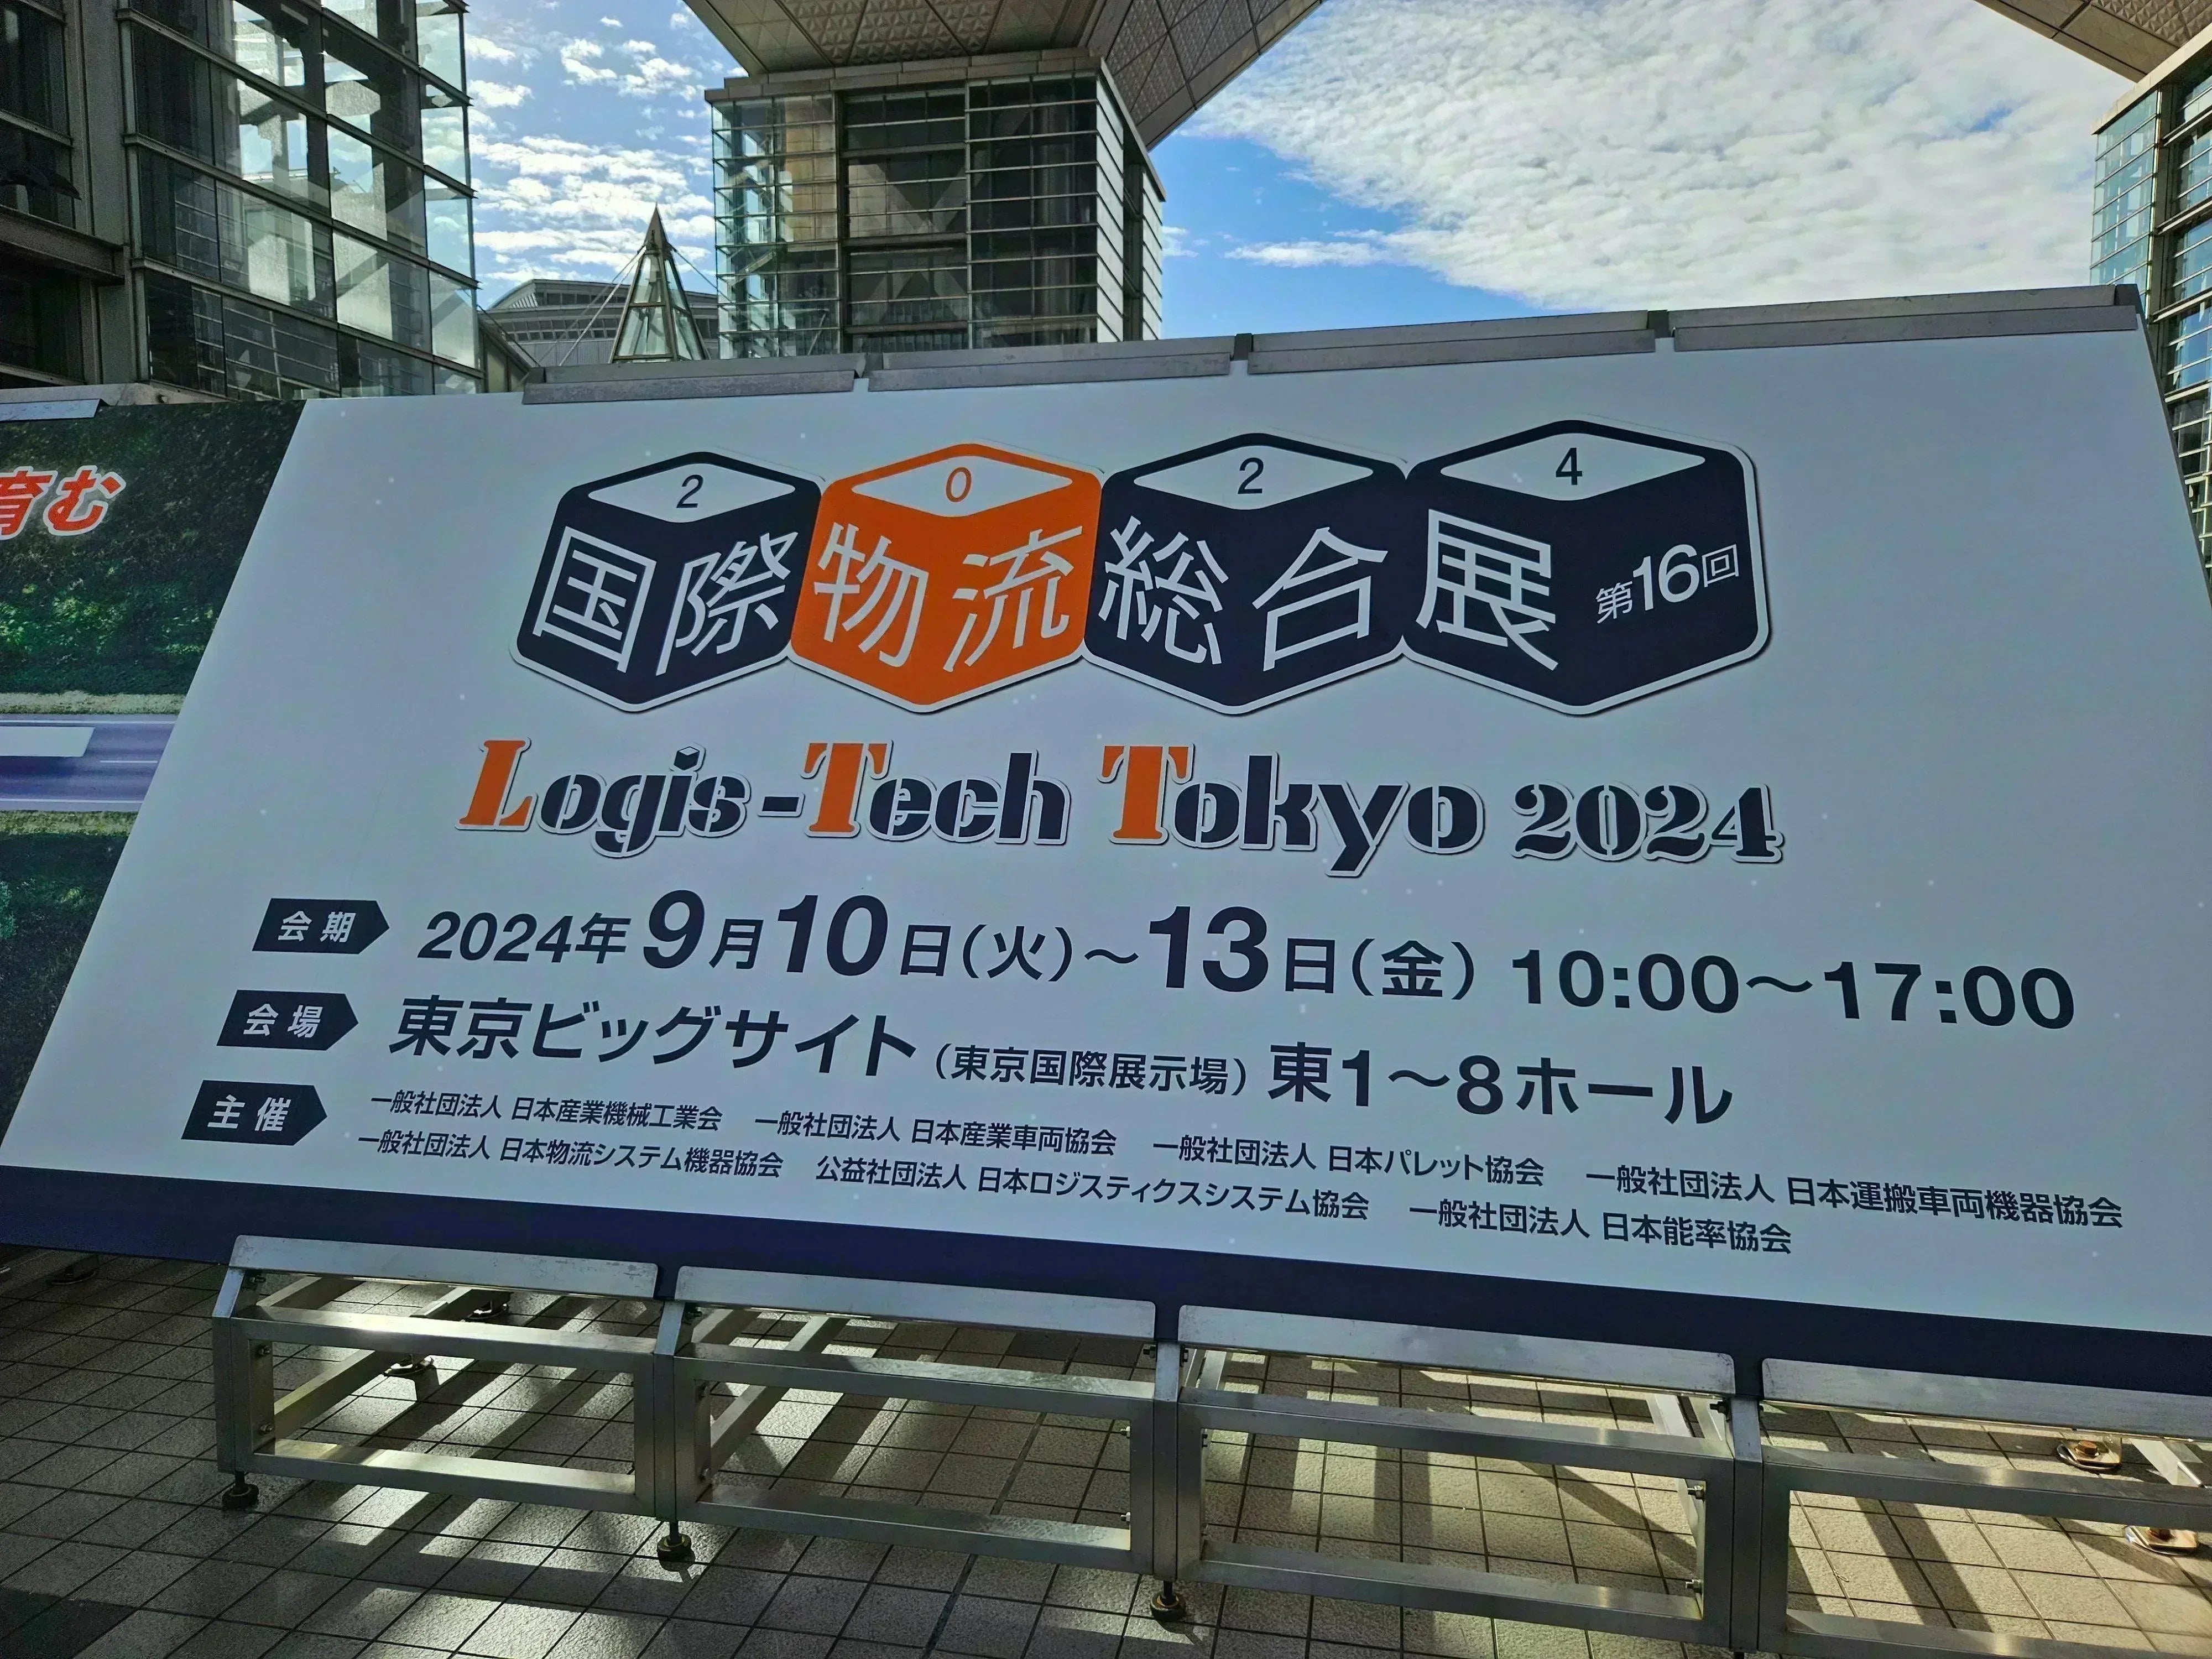 育む
2 0 2 4
国際物流総合展 第16回
Logis-Tech Tokyo 2024
会期 2024年9月10日(火)~13日(金) 10:00~17:00
会場 東京ビッグサイト(東京国際展示場)東1~8ホール
主催 一般社団法人 日本産業機械工業会 一般社団法人 日本産業車両協会 一般社団法人 日本パレット協会 一般社団法人 日本運搬車両機器協会
一般社団法人 日本物流システム機器協会 公益社団法人 日本ロジスティクスシステム協会 一般社団法人 日本能率協会